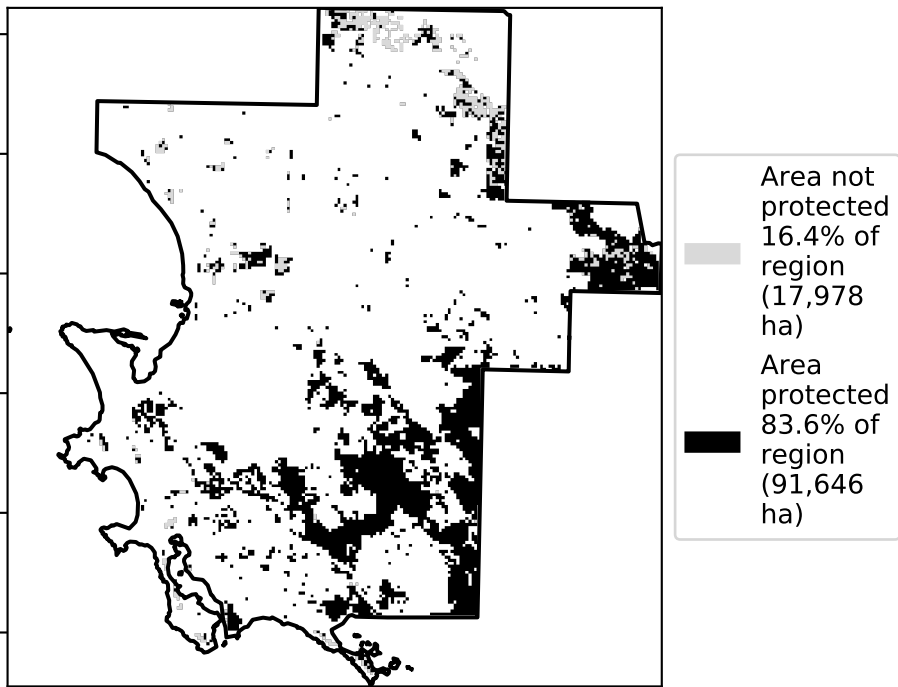 Area not
protected
16.4% of
region
(17,978
ha)
Area
protected
83.6% of
region
(91,646
ha)